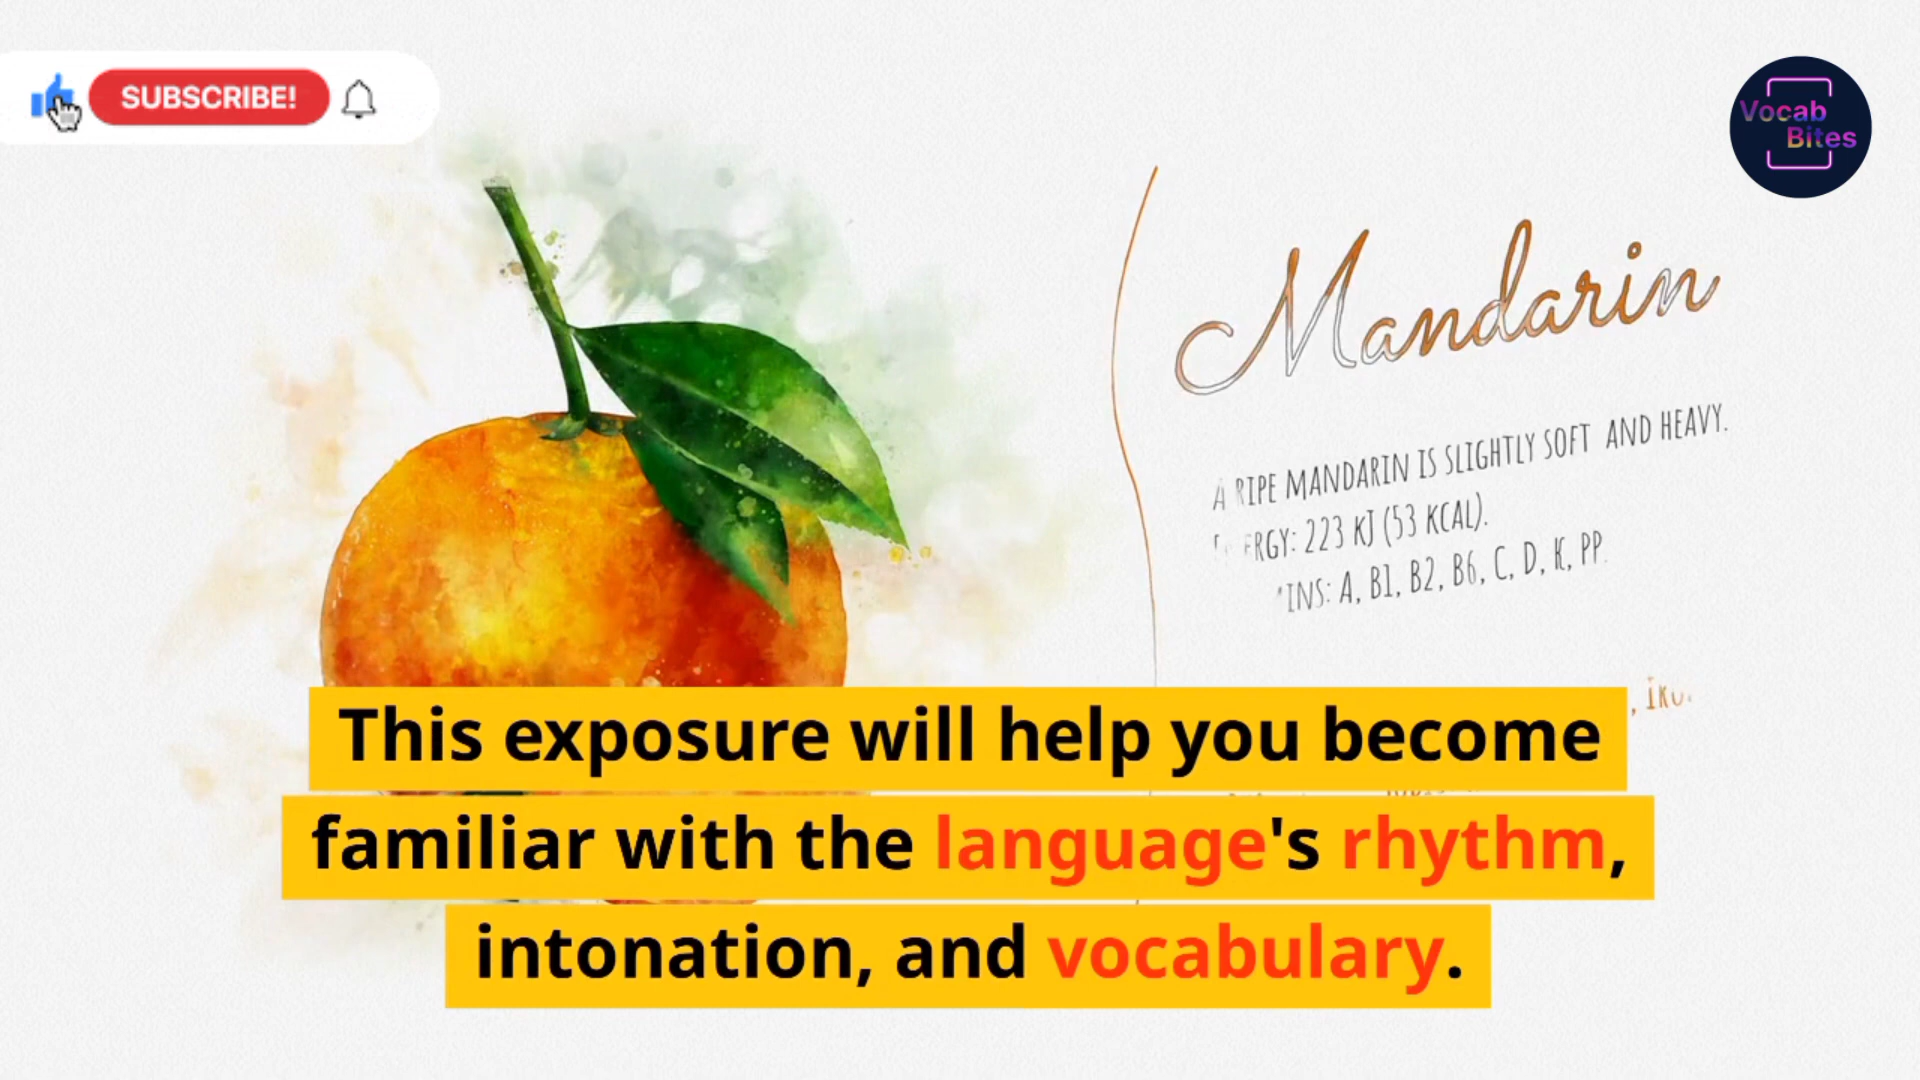 SUBSCRIBE!
Vocab
Bites
Mandarin
A RIPE MANDARIN IS SLIGHTLY SOFT AND HEAVY.
223 KJ (53 KCAL).
A, B1, B2, B6, C, D, K, PP.
This exposure will help you become
familiar with the language's rhythm,
intonation, and vocabulary.